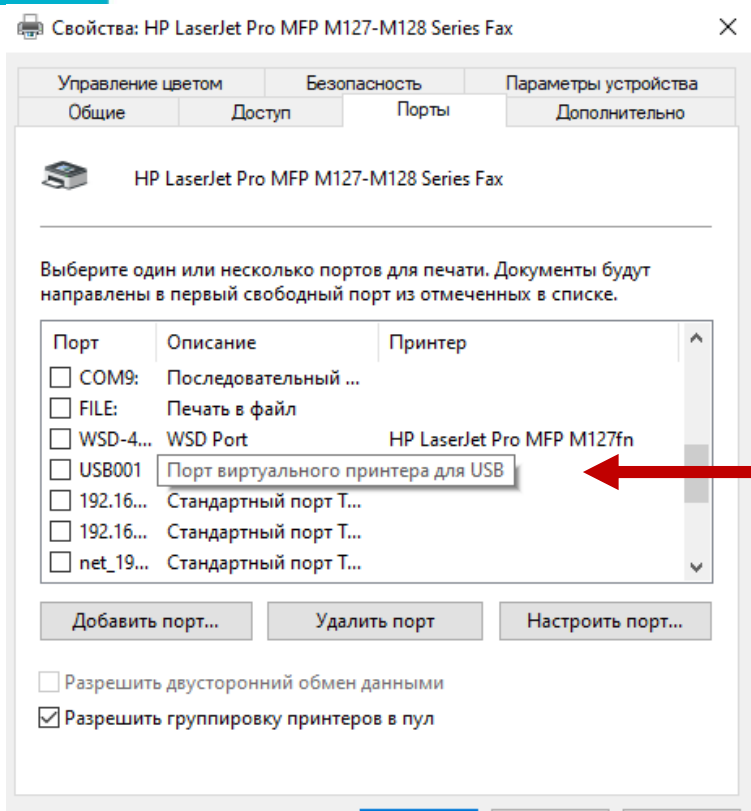 Свойства: HP LaserJet Pro MFP M127-M128 Series Fax
Управление цветом Безопасность Параметры устройства
Общие Доступ Порты Дополнительно
HP LaserJet Pro MFP M127-M128 Series Fax
Выберите один или несколько портов для печати. Документы будут
направлены в первый свободный порт из отмеченных в списке.
Порт Описание Принтер
COM9: Последовательный ...
FILE: Печать в файл
WSD-4... WSD Port HP LaserJet Pro MFP M127fn
USB001 Порт виртуального принтера для USB
192.16... Стандартный порт T...
192.16... Стандартный порт T...
net_19... Стандартный порт T...
Добавить порт... Удалить порт Настроить порт...
Разрешить двусторонний обмен данными
Разрешить группировку принтеров в пул